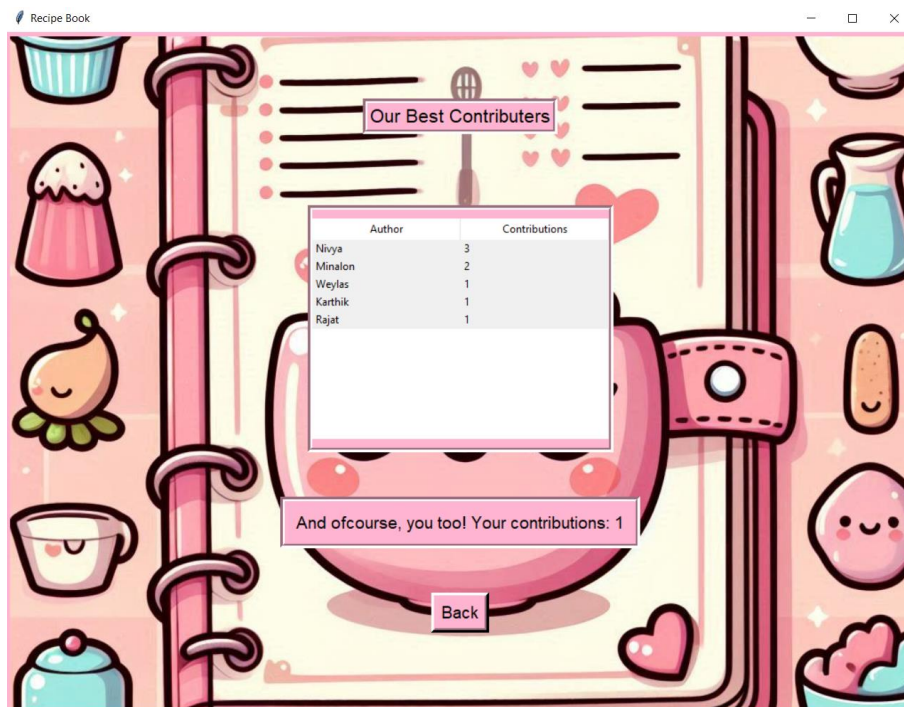 Recipe Book
Our Best Contributers
Author Contributions
Nivya 3
Minalon 2
Weylas 1
Karthik 1
Rajat 1
And ofcourse, you too! Your contributions: 1
Back